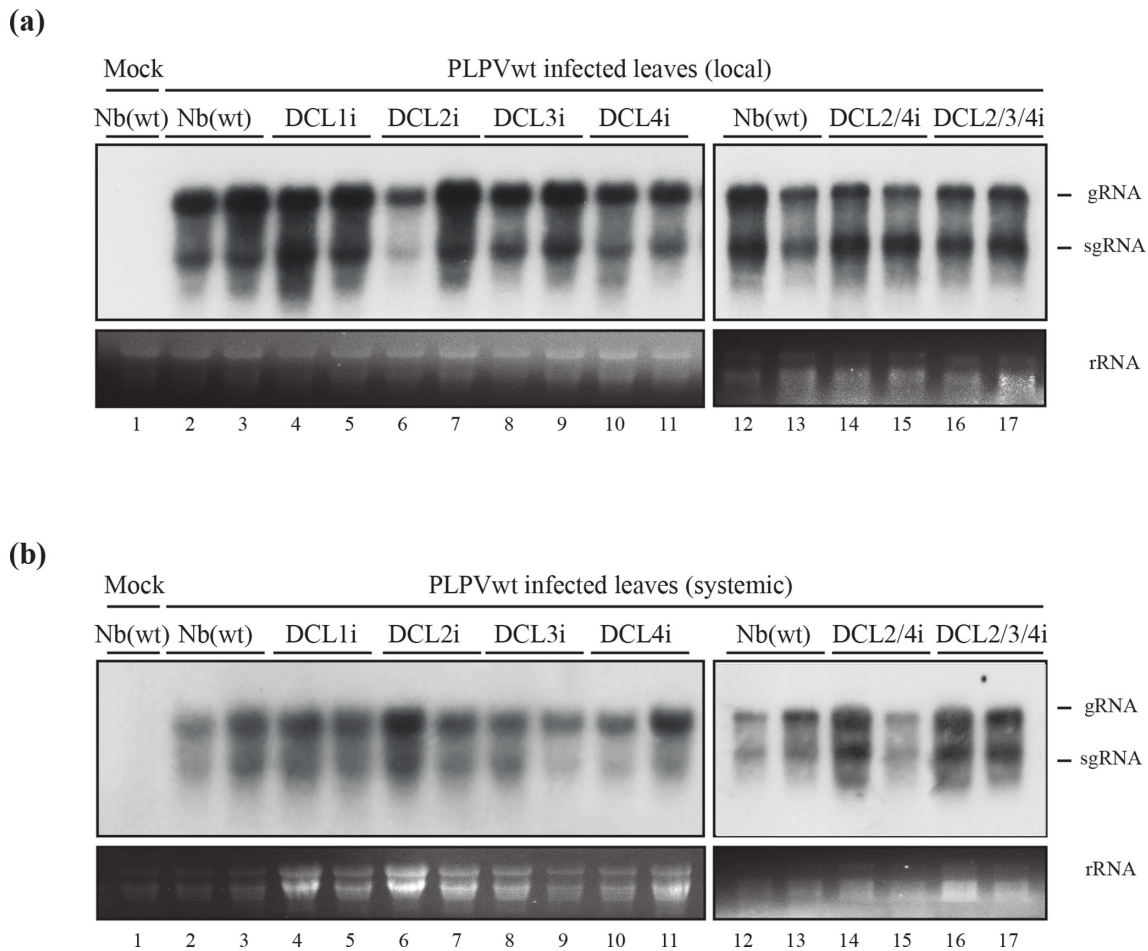 (a)
Mock PLPVwt infected leaves (local)
Nb(wt) Nb(wt) DCL1i DCL2i DCL3i DCL4i Nb(wt) DCL2/4i DCL2/3/4i
gRNA
sgRNA
rRNA
1 2 3 4 5 6 7 8 9 10 11 12 13 14 15 16 17
(b)
Mock PLPVwt infected leaves (systemic)
Nb(wt) Nb(wt) DCL1i DCL2i DCL3i DCL4i Nb(wt) DCL2/4i DCL2/3/4i
gRNA
sgRNA
rRNA
1 2 3 4 5 6 7 8 9 10 11 12 13 14 15 16 17